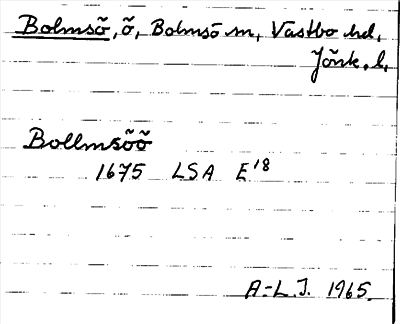 Bolmsö, ö, Bolmsö sn, Västbo hd,
Jönk. l.
Bollmsöö
1675 LSA E¹⁸
A-L.J. 1965.